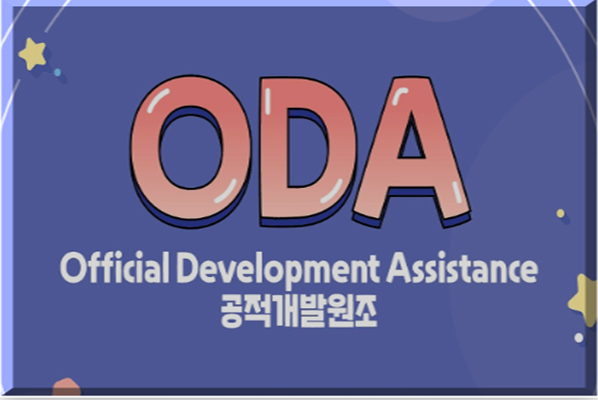 ODA
Official Development Assistance
공적개발원조